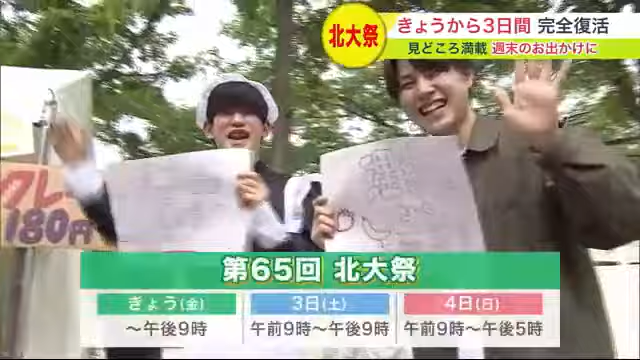 北大祭
きょうから3日間 完全復活
見どころ満載 週末のお出かけに
クレー
180円
第65回 北大祭
きょう(金)
3日(土)
4日(日)
～午後9時
午前9時～午後9時
午前9時～午後5時